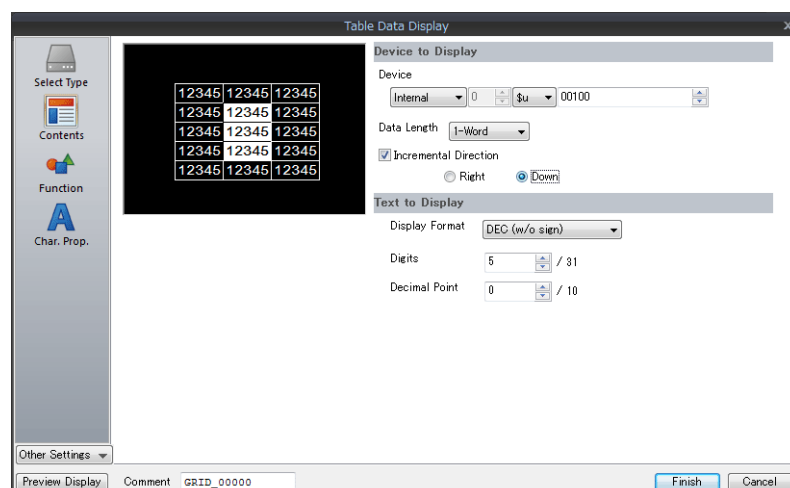 Table Data Display
x
Select Type
Contents
Function
Char. Prop.
Other Settings
12345 12345 12345
12345 12345 12345
12345 12345 12345
12345 12345 12345
12345 12345 12345
Device to Display
Device
Internal 0 $u 00100
Data Length 1-Word
Incremental Direction
Right Down
Text to Display
Display Format DEC (w/o sign)
Digits 5 / 31
Decimal Point 0 / 10
Preview Display Comment GRID_00000 Finish Cancel